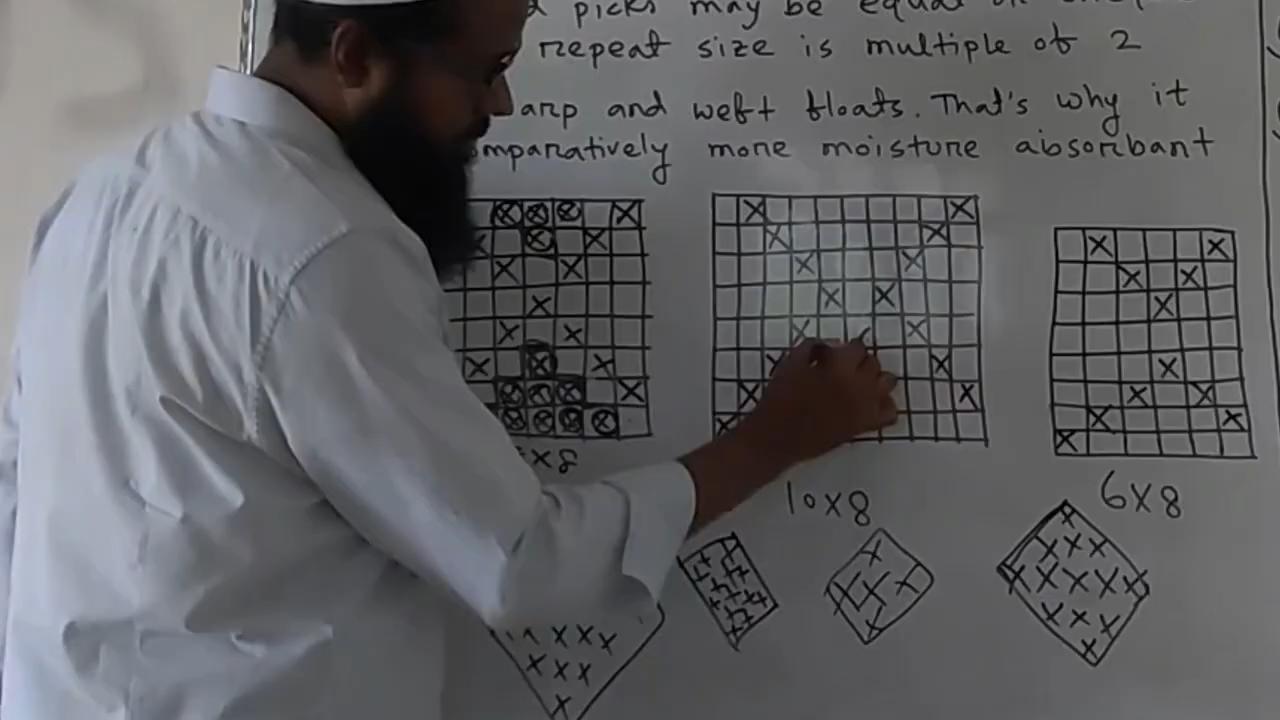 picks may be equal or
repeat size is multiple of 2
arp and weft floats. That's why it
mparatively more moisture absorbant
x8
10x8
6x8